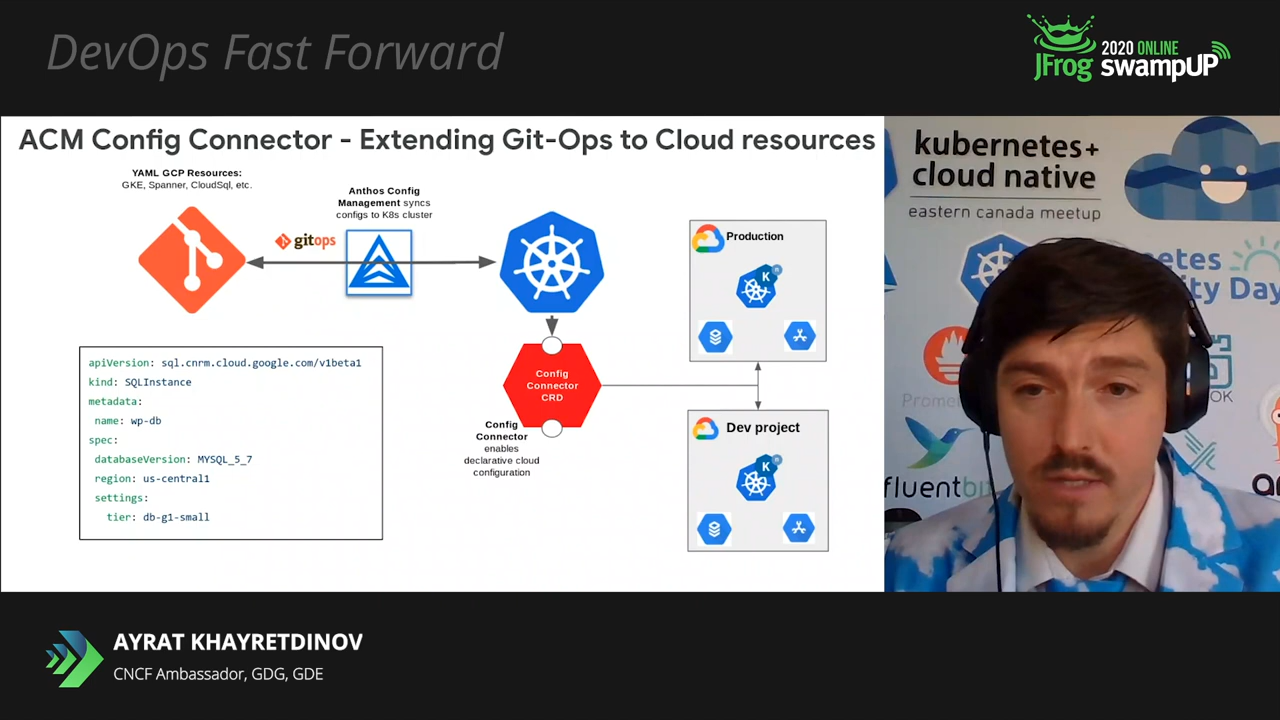 DevOps Fast Forward
2020 ONLINE
JFrog swampUP
ACM Config Connector - Extending Git-Ops to Cloud resources
YAML GCP Resources:
GKE, Spanner, CloudSql, etc.
Anthos Config
Management syncs
configs to K8s cluster
gitops
Production
K
apiVersion: sql.cnrm.cloud.google.com/v1beta1
kind: SQLInstance
metadata:
name: wp-db
spec:
databaseVersion: MYSQL_5_7
region: us-central1
settings:
tier: db-g1-small
Config
Connector
CRD
Config
Connector
enables
declarative cloud
configuration
Dev project
K
kubernetes+
cloud native
eastern canada meetup
fluentbit
AYRAT KHAYRETDINOV
CNCF Ambassador, GDG, GDE